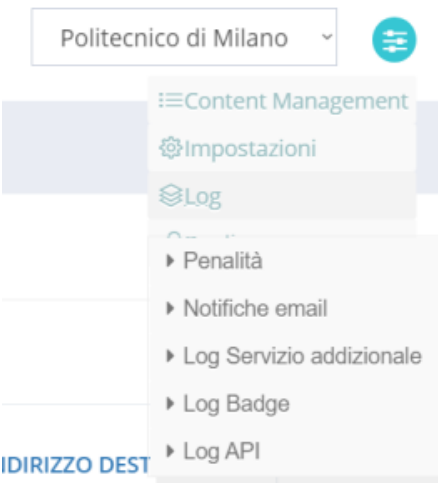 Politecnico di Milano
Content Management
Impostazioni
Log
Penalità
Notifiche email
Log Servizio addizionale
Log Badge
Log API
IDIRIZZO DEST